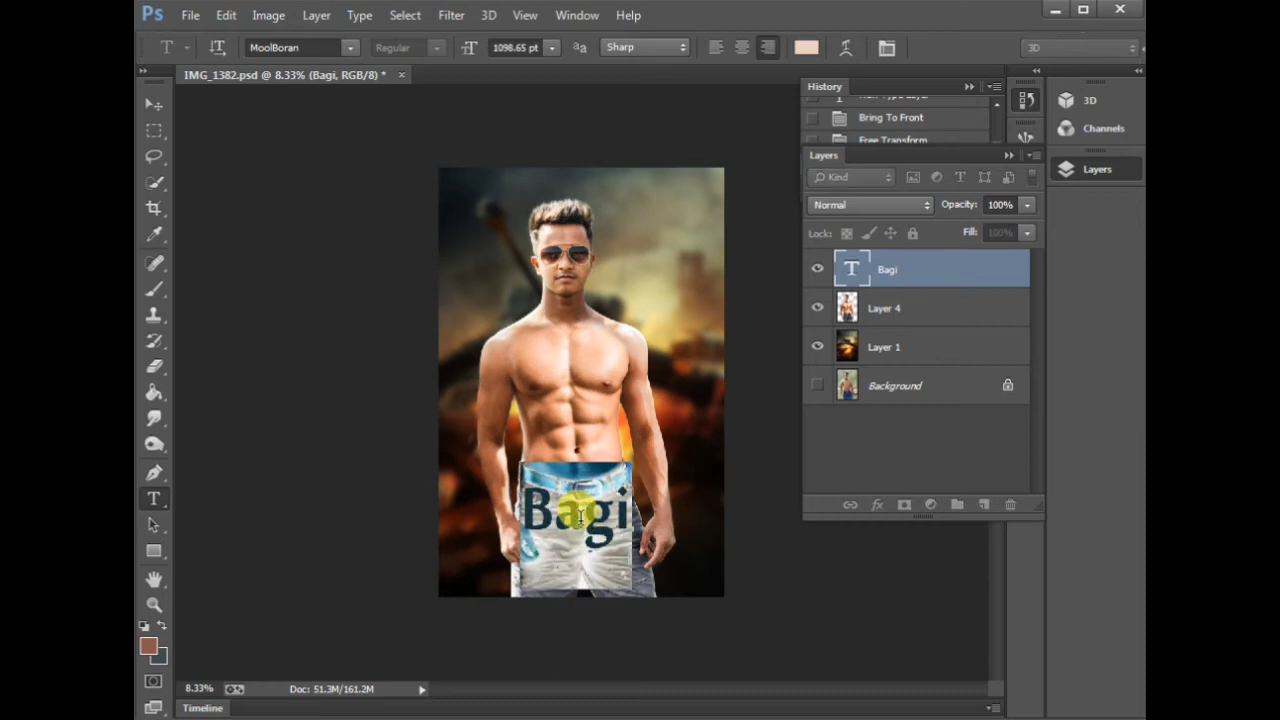 Ps File Edit Image Layer Type Select Filter 3D View Window Help
T MoolBoran Regular 1098.65 pt aa Sharp 3D
IMG_1382.psd @ 8.33% (Bagi, RGB/8) *
History
Bring To Front
Free Transform
Layers
Kind
Normal Opacity: 100%
Lock: Fill: 100%
T Bagi
Layer 4
Layer 1
Background
fx
3D
Channels
Layers
Bagi
8.33% Doc: 51.3M/161.2M
Timeline